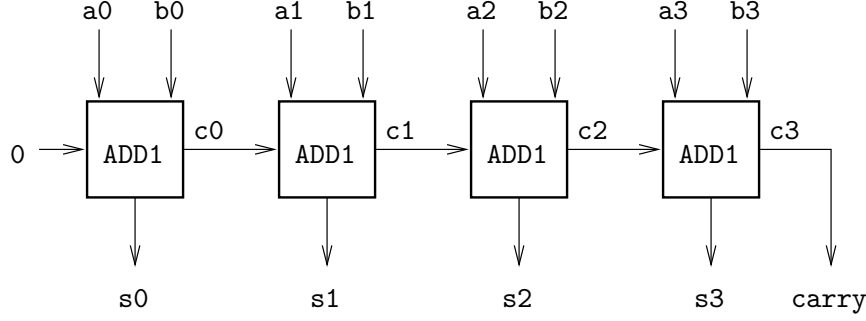 a0 b0 a1 b1 a2 b2 a3 b3
c0 c1 c2 c3
0 ADD1 ADD1 ADD1 ADD1
s0 s1 s2 s3 carry